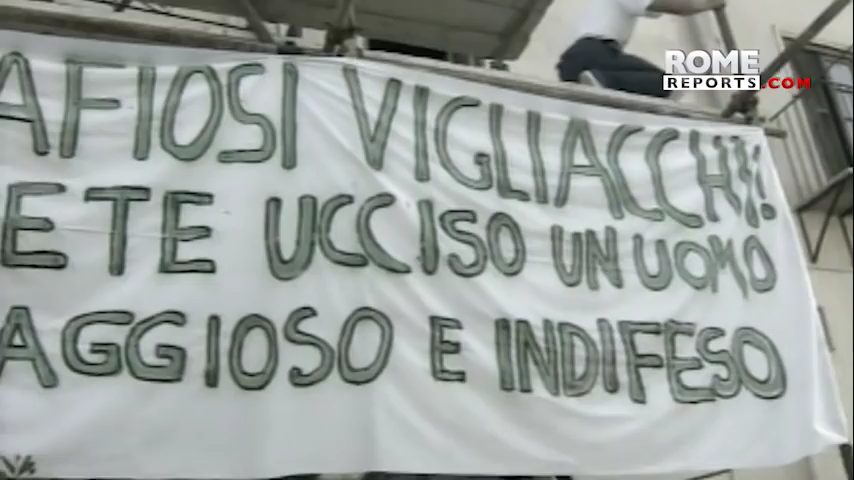 ROME
REPORTS.COM
AFIOSI VIGLIACCHI!
ETE UCCISO UN UOMO
AGGIOSO E INDIFESO